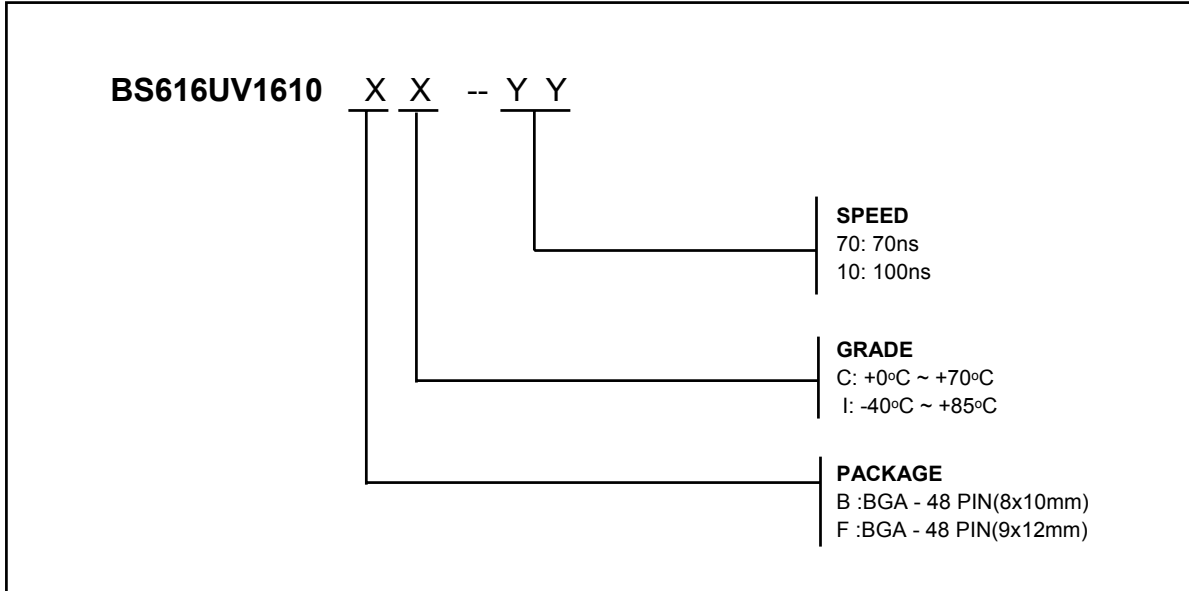 BS616UV1610 X X -- Y Y
SPEED
70: 70ns
10: 100ns
GRADE
C: +0oC ~ +70oC
I: -40oC ~ +85oC
PACKAGE
B :BGA - 48 PIN(8x10mm)
F :BGA - 48 PIN(9x12mm)